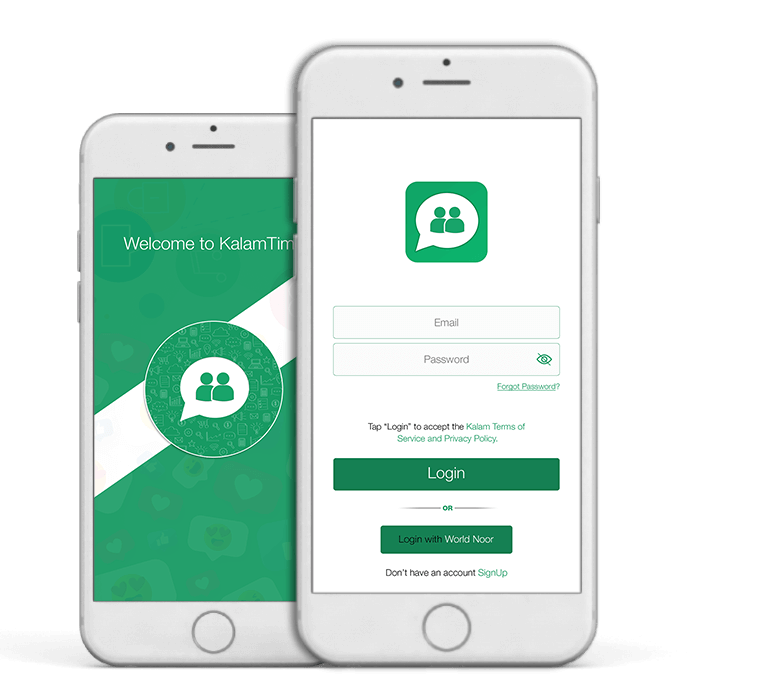 Welcome to KalamTim
Email
Password
Forgot Password?
Tap “Login” to accept the Kalam Terms of
Service and Privacy Policy.
Login
OR
Login with World Noor
Don’t have an account SignUp